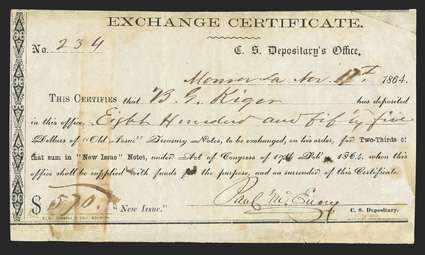 EXCHANGE CERTIFICATE.
No. 234 C. S. Depositary's Office,
Monroe La. Nov. 1864.
THIS CERTIFIES that B. G. Kiger has deposited
in this office, Eight Hundred and fifty five
Dollars of "Old Issue" Treasury Notes, to be exchanged, on his order, for Two-Thirds of
that sum in "New Issue" Notes, under Act of Congress of 17th Feb'y 1864, when this
office shall be supplied with funds for the purpose, and on surrender of this Certificate.
$ 570. "New Issue."
Paul McEnery
C. S. Depositary.